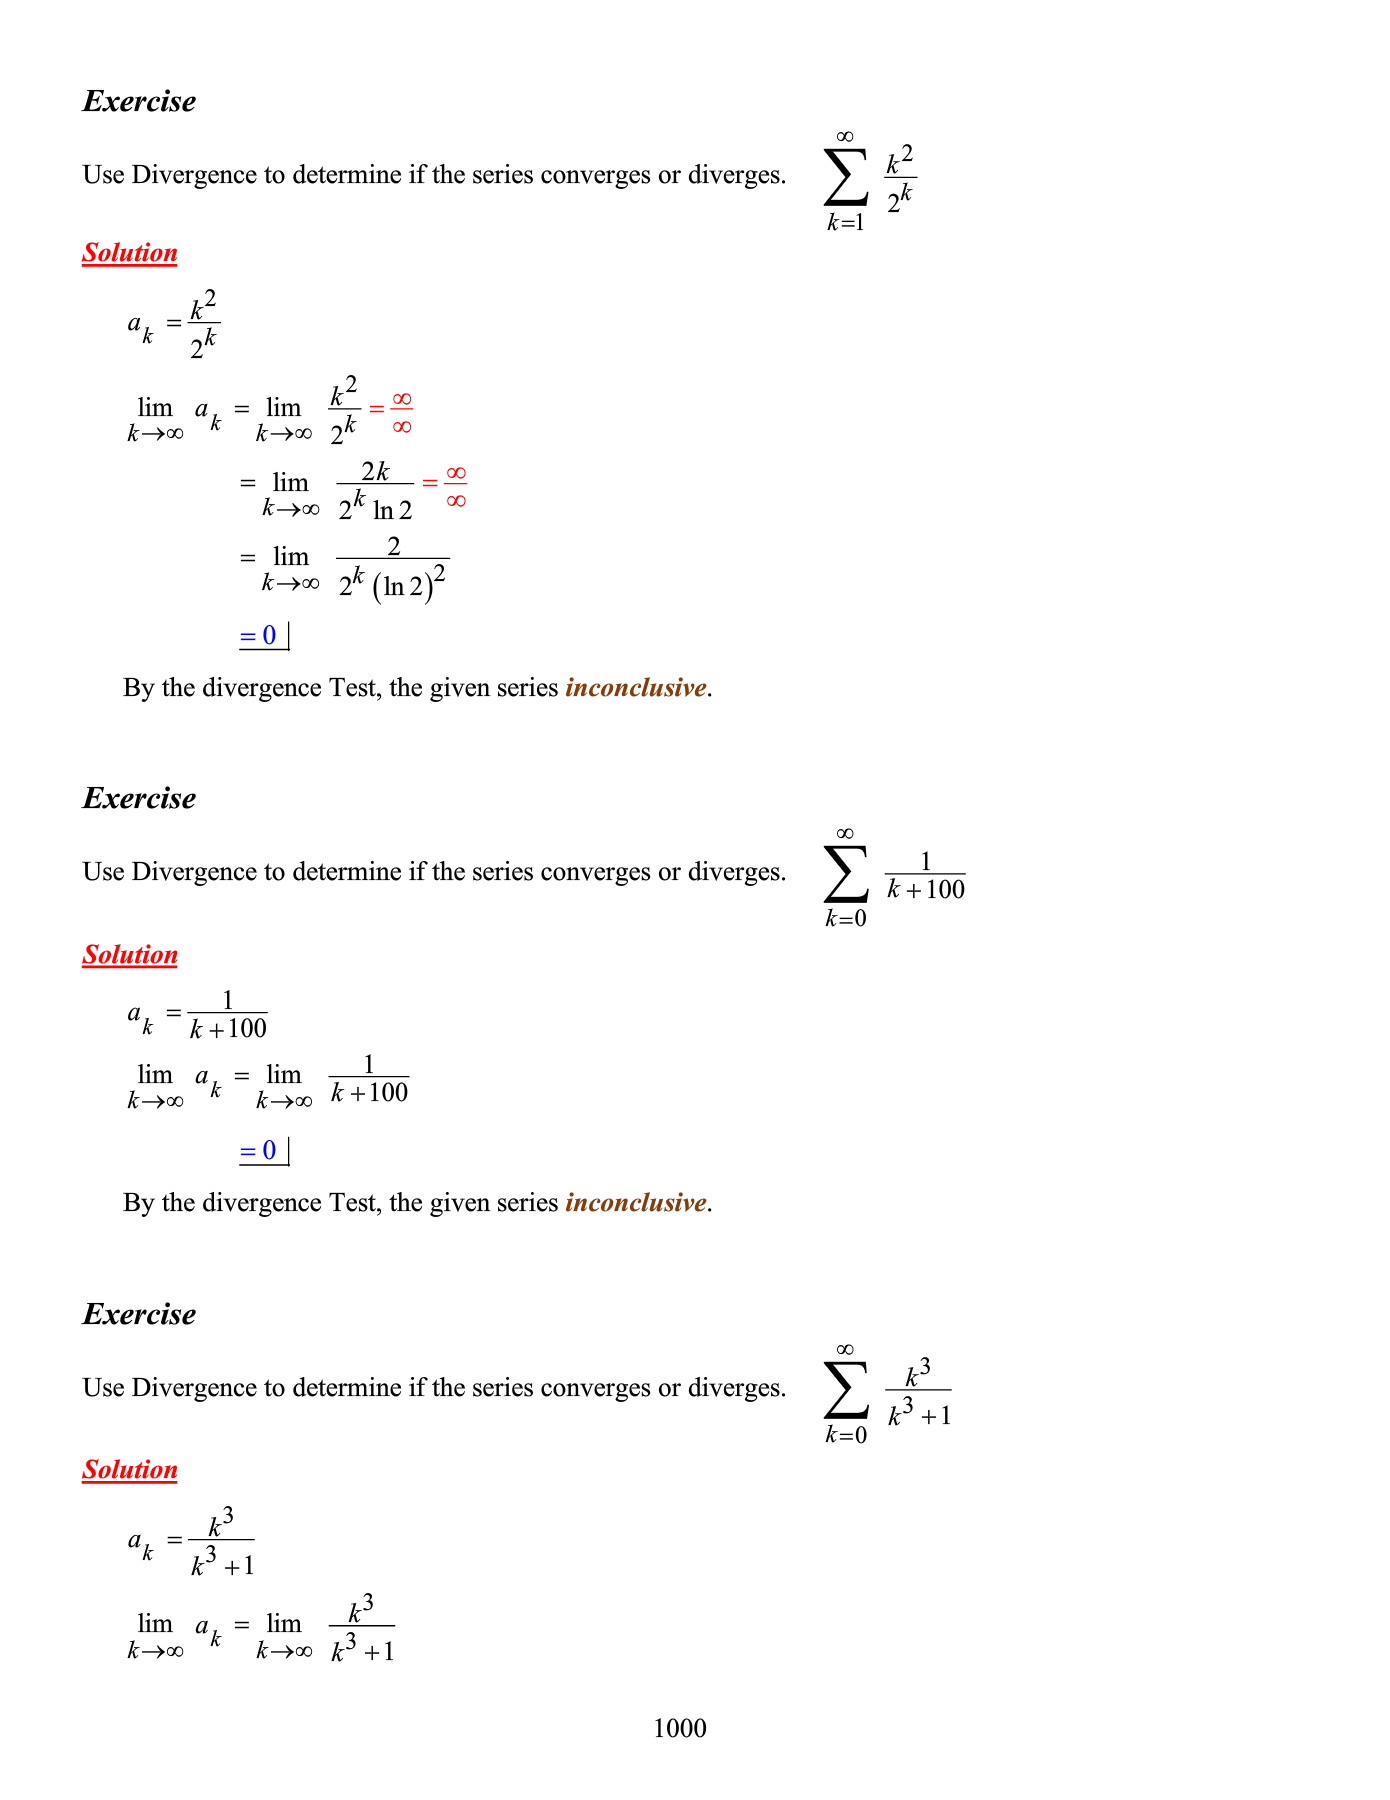 Exercise
Use Divergence to determine if the series converges or diverges. $\sum_{k=1}^{\infty} \frac{k^2}{2^k}$
Solution
$a_k = \frac{k^2}{2^k}$
$\lim_{k \to \infty} a_k = \lim_{k \to \infty} \frac{k^2}{2^k} = \frac{\infty}{\infty}$
$= \lim_{k \to \infty} \frac{2k}{2^k \ln 2} = \frac{\infty}{\infty}$
$= \lim_{k \to \infty} \frac{2}{2^k (\ln 2)^2}$
$= 0$
By the divergence Test, the given series inconclusive.
Exercise
Use Divergence to determine if the series converges or diverges. $\sum_{k=0}^{\infty} \frac{1}{k+100}$
Solution
$a_k = \frac{1}{k+100}$
$\lim_{k \to \infty} a_k = \lim_{k \to \infty} \frac{1}{k+100}$
$= 0$
By the divergence Test, the given series inconclusive.
Exercise
Use Divergence to determine if the series converges or diverges. $\sum_{k=0}^{\infty} \frac{k^3}{k^3+1}$
Solution
$a_k = \frac{k^3}{k^3+1}$
$\lim_{k \to \infty} a_k = \lim_{k \to \infty} \frac{k^3}{k^3+1}$
1000